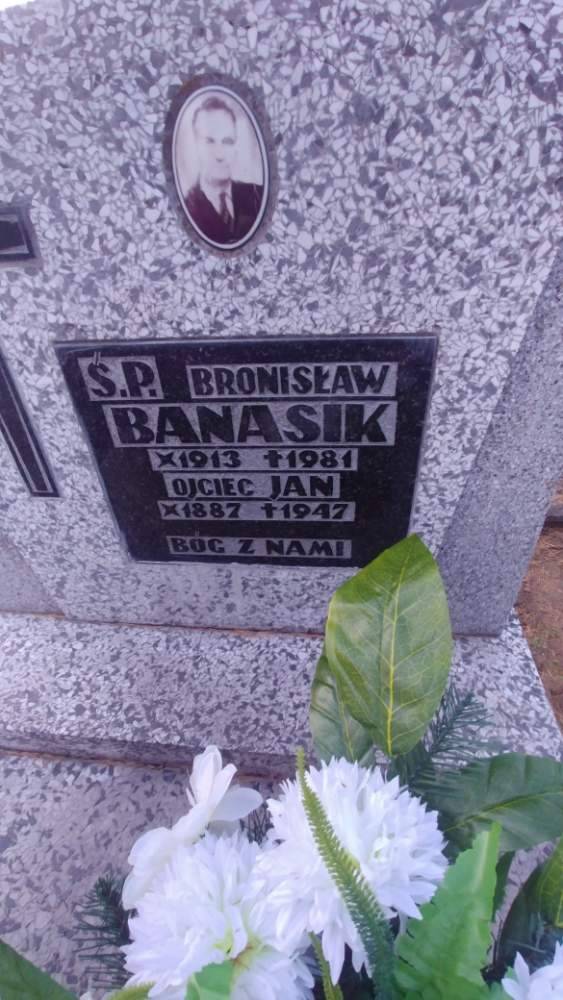 Ś.P. BRONISŁAW
BANASIK
×1913 †1981
OJCIEC JAN
×1887 †1947
BÓG Z NAMI